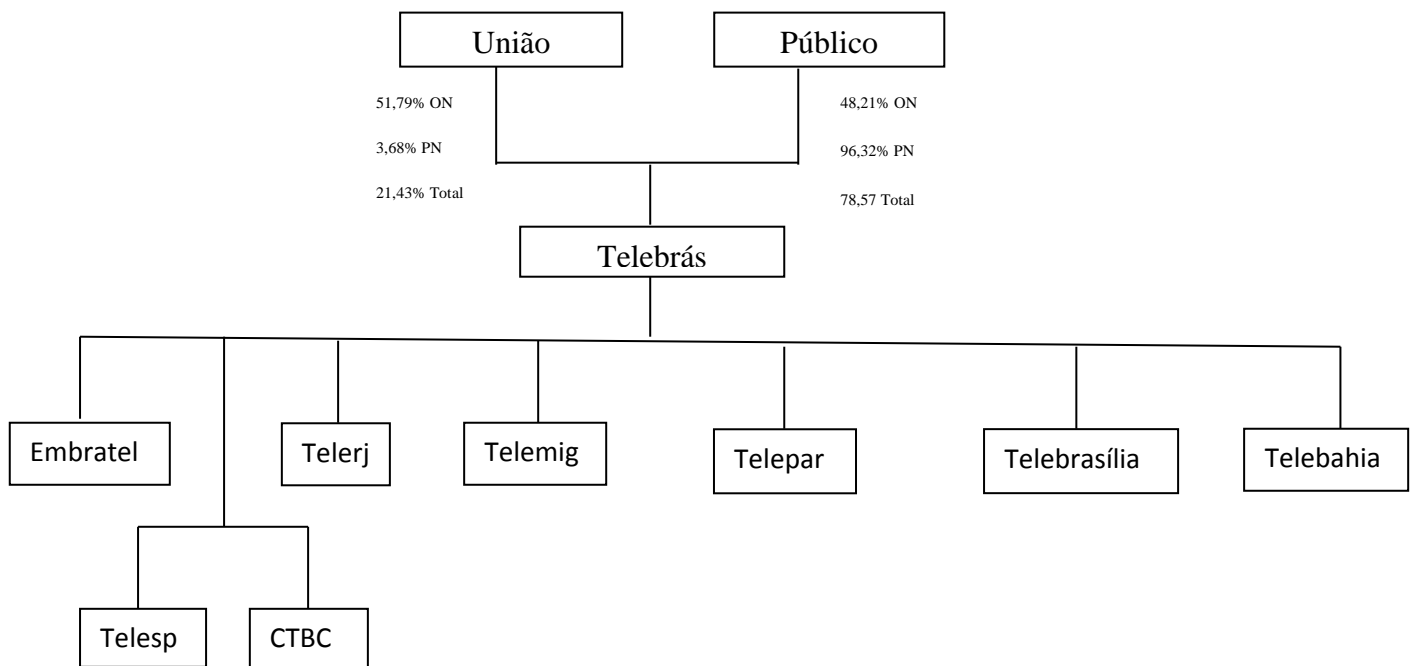 União
Público
51,79% ON
48,21% ON
3,68% PN
96,32% PN
21,43% Total
78,57 Total
Telebrás
Embratel
Telerj
Telemig
Telepar
Telebrasília
Telebahia
Telesp
CTBC